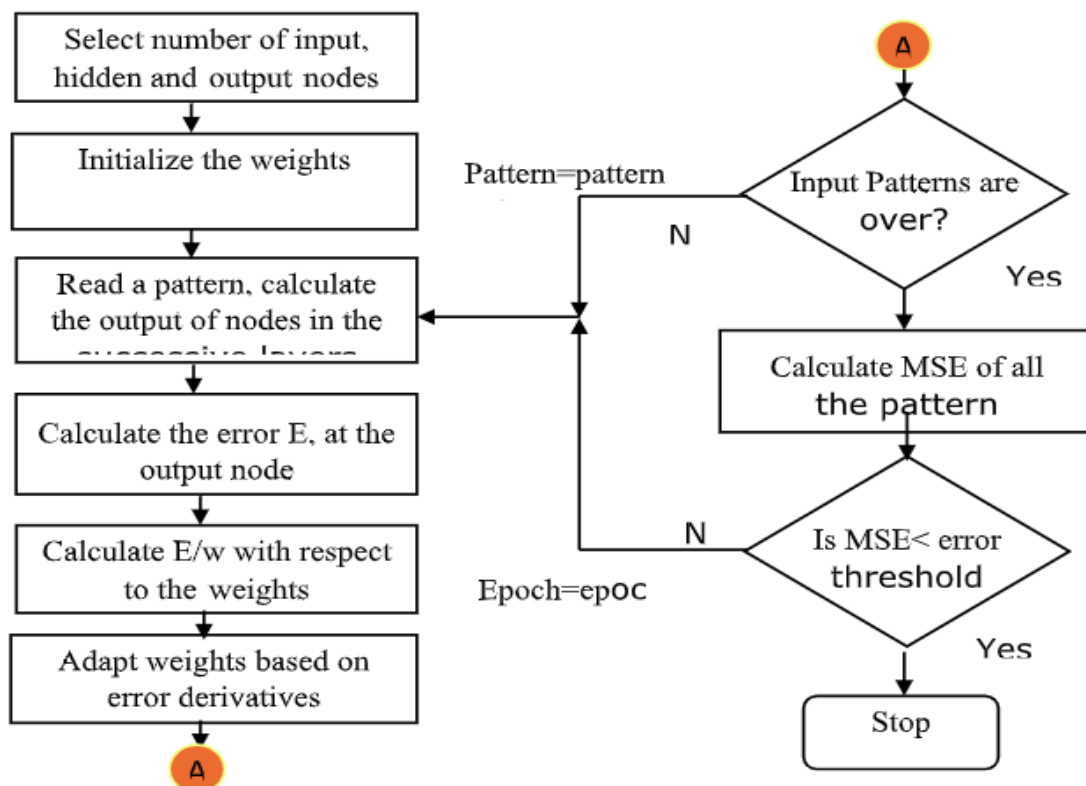 Select number of input,
hidden and output nodes
Initialize the weights
Read a pattern, calculate
the output of nodes in the
Calculate the error E, at the
output node
Calculate E/w with respect
to the weights
Adapt weights based on
error derivatives
A
A
Input Patterns are
over?
Pattern=pattern
N
Yes
Calculate MSE of all
the pattern
Is MSE< error
threshold
N
Epoch=epoc
Yes
Stop